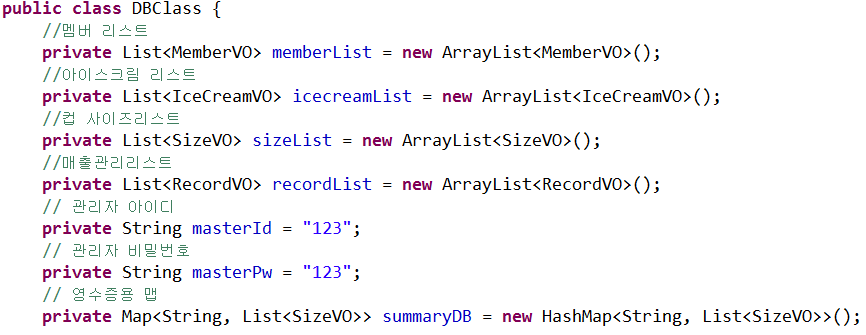 public class DBClass {
//멤버 리스트
private List<MemberVO> memberList = new ArrayList<MemberVO>();
//아이스크림 리스트
private List<IceCreamVO> icecreamList = new ArrayList<IceCreamVO>();
//컵 사이즈리스트
private List<SizeVO> sizeList = new ArrayList<SizeVO>();
//매출관리리스트
private List<RecordVO> recordList = new ArrayList<RecordVO>();
// 관리자 아이디
private String masterId = "123";
// 관리자 비밀번호
private String masterPw = "123";
// 영수증용 맵
private Map<String, List<SizeVO>> summaryDB = new HashMap<String, List<SizeVO>>();